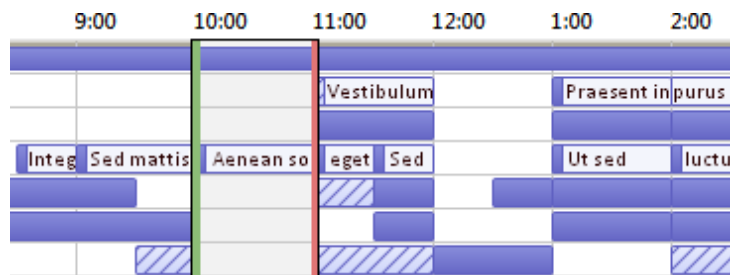 9:00 10:00 11:00 12:00 1:00 2:00
Vestibulum Praesent in purus
Integ Sed mattis Aenean so eget Sed Ut sed luctu